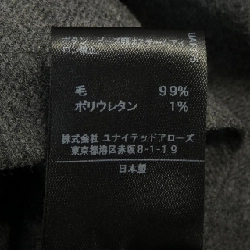 毛 99%
ポリウレタン 1%
株式会社 ユナイテッドアローズ
東京都港区赤坂8-1-19
日本製